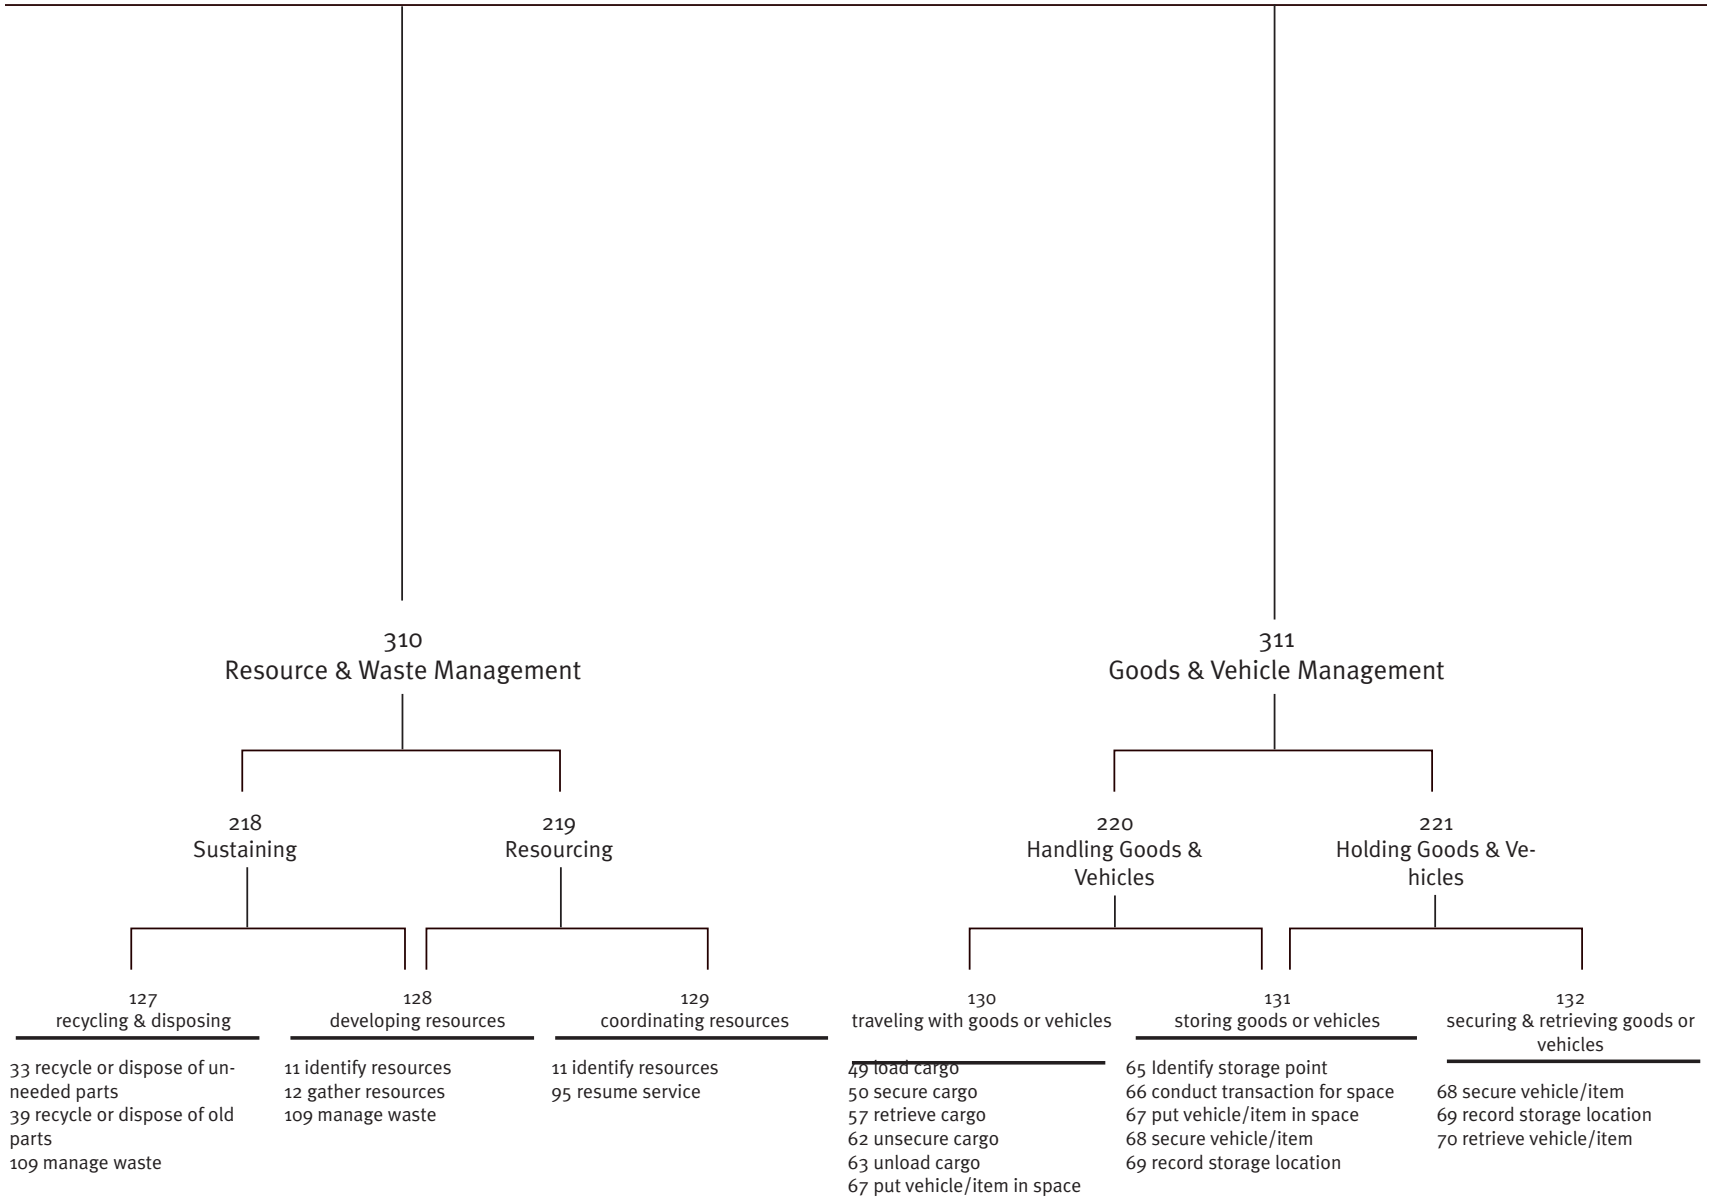 310
Resource & Waste Management
311
Goods & Vehicle Management
218
Sustaining
219
Resourcing
220
Handling Goods &
Vehicles
221
Holding Goods & Ve-
hicles
127
recycling & disposing
33 recycle or dispose of un-
needed parts
39 recycle or dispose of old
parts
109 manage waste
128
developing resources
11 identify resources
12 gather resources
109 manage waste
129
coordinating resources
11 identify resources
95 resume service
130
traveling with goods or vehicles
49 load cargo
50 secure cargo
57 retrieve cargo
62 unsecure cargo
63 unload cargo
67 put vehicle/item in space
131
storing goods or vehicles
65 Identify storage point
66 conduct transaction for space
67 put vehicle/item in space
68 secure vehicle/item
69 record storage location
132
securing & retrieving goods or
vehicles
68 secure vehicle/item
69 record storage location
70 retrieve vehicle/item